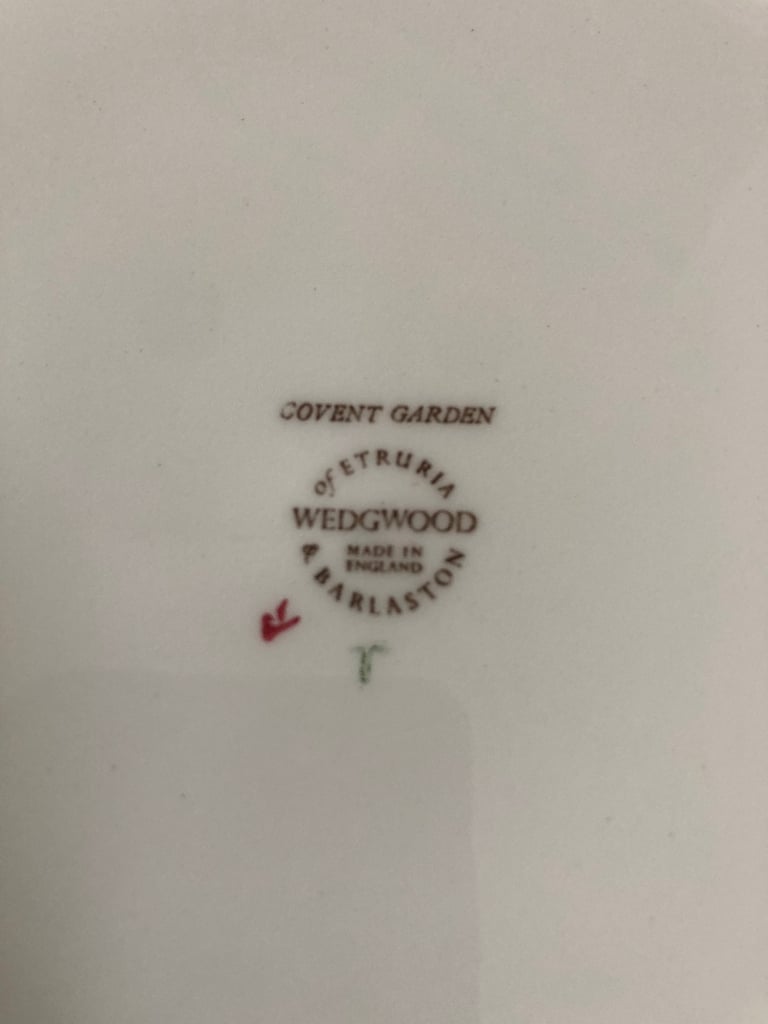 COVENT GARDEN
of ETRURIA
WEDGWOOD
MADE IN
ENGLAND
& BARLASTON